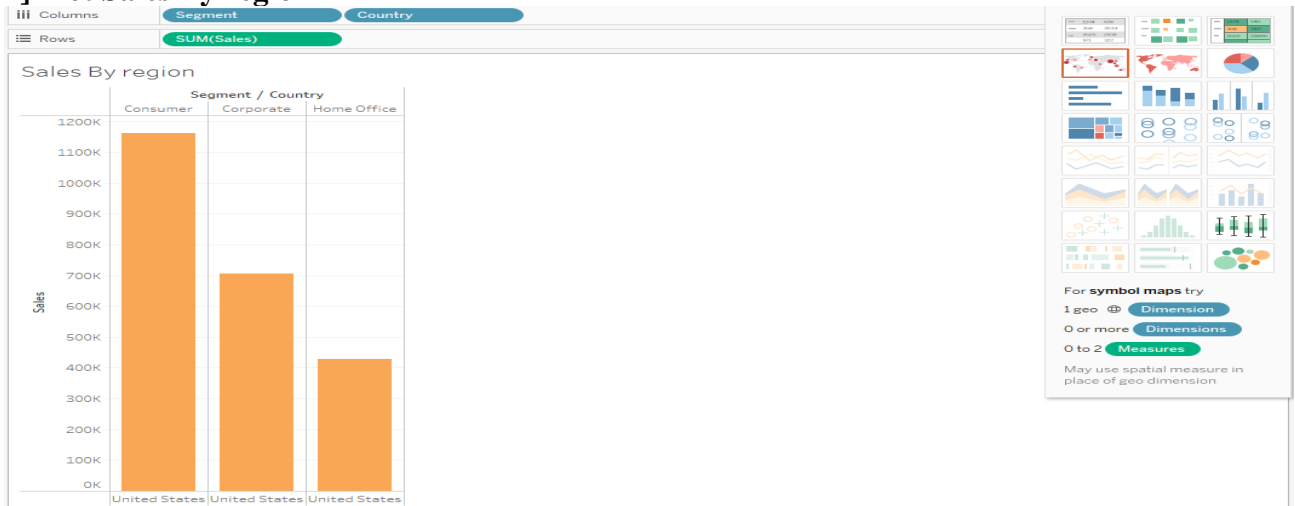 Columns Segment Country
Rows SUM(Sales)
Sales By region
Segment / Country
Consumer Corporate Home Office
1200K
1100K
1000K
900K
800K
700K
600K
500K
400K
300K
200K
100K
0K
Sales
United States United States United States
For symbol maps try
1 geo Dimension
0 or more Dimensions
0 to 2 Measures
May use spatial measure in
place of geo dimension